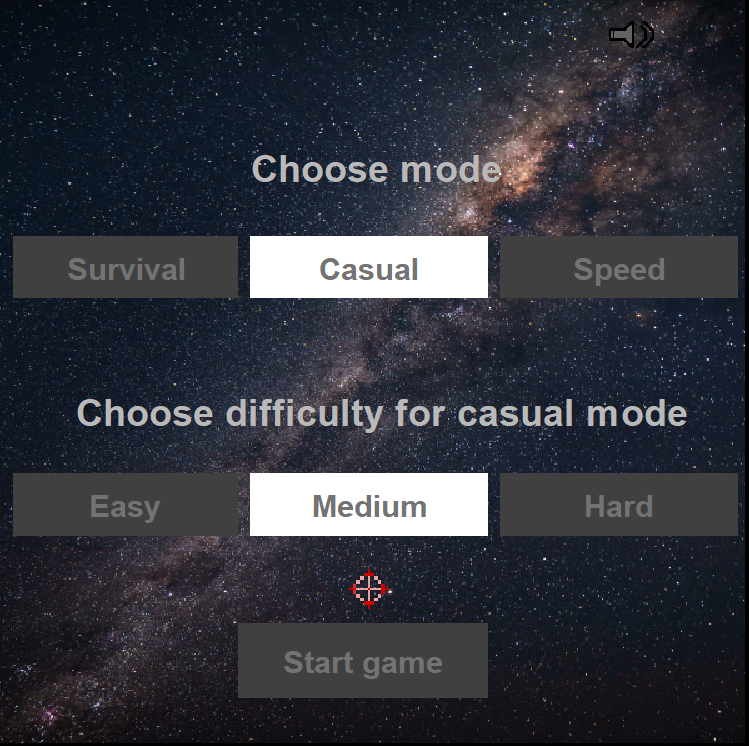 Choose mode
Survival
Casual
Speed
Choose difficulty for casual mode
Easy
Medium
Hard
Start game